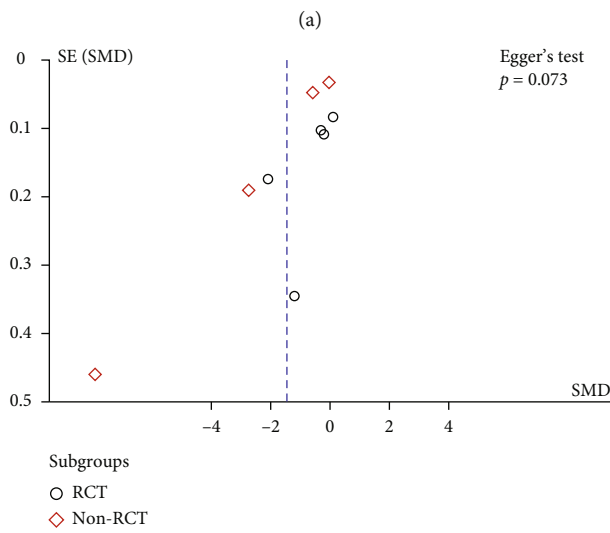 (a)
0
SE (SMD)
Egger's test
p = 0.073
0.1
0.2
0.3
0.4
0.5
SMD
−4
−2
0
2
4
Subgroups
RCT
Non-RCT